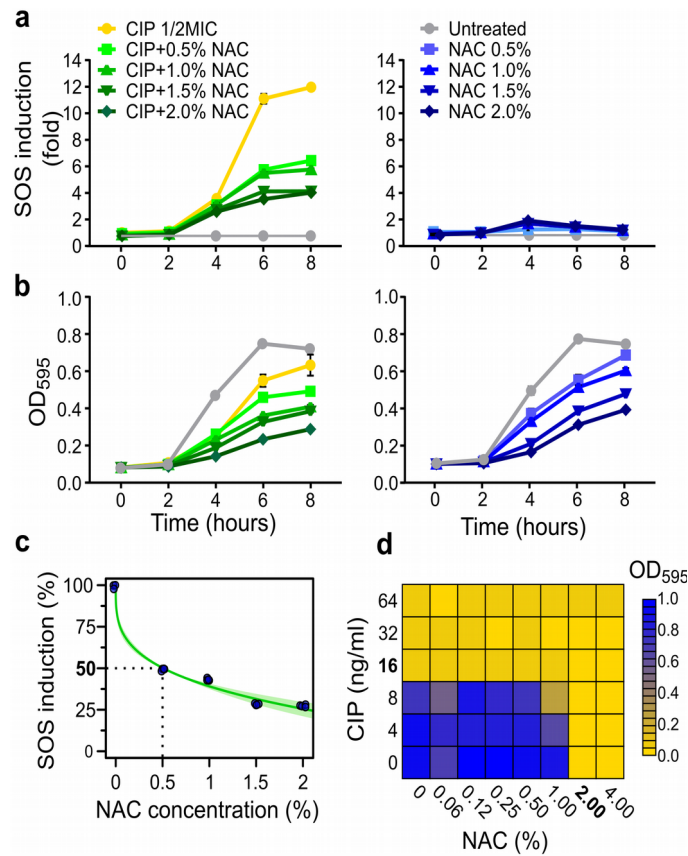 a
CIP 1/2MIC
CIP+0.5% NAC
CIP+1.0% NAC
CIP+1.5% NAC
CIP+2.0% NAC
Untreated
NAC 0.5%
NAC 1.0%
NAC 1.5%
NAC 2.0%
SOS induction
(fold)
14
12
10
8
6
4
2
0
0 2 4 6 8
14
12
10
8
6
4
2
0
0 2 4 6 8
b
OD595
1.0
0.8
0.6
0.4
0.2
0.0
0 2 4 6 8
Time (hours)
1.0
0.8
0.6
0.4
0.2
0.0
0 2 4 6 8
Time (hours)
c
SOS induction (%)
100
75
50
25
0
0 0.5 1 1.5 2
NAC concentration (%)
d
OD595
CIP (ng/ml)
64
32
16
8
4
0
0 0.06 0.12 0.25 0.50 1.00 2.00 4.00
NAC (%)
1.0
0.8
0.6
0.4
0.2
0.0